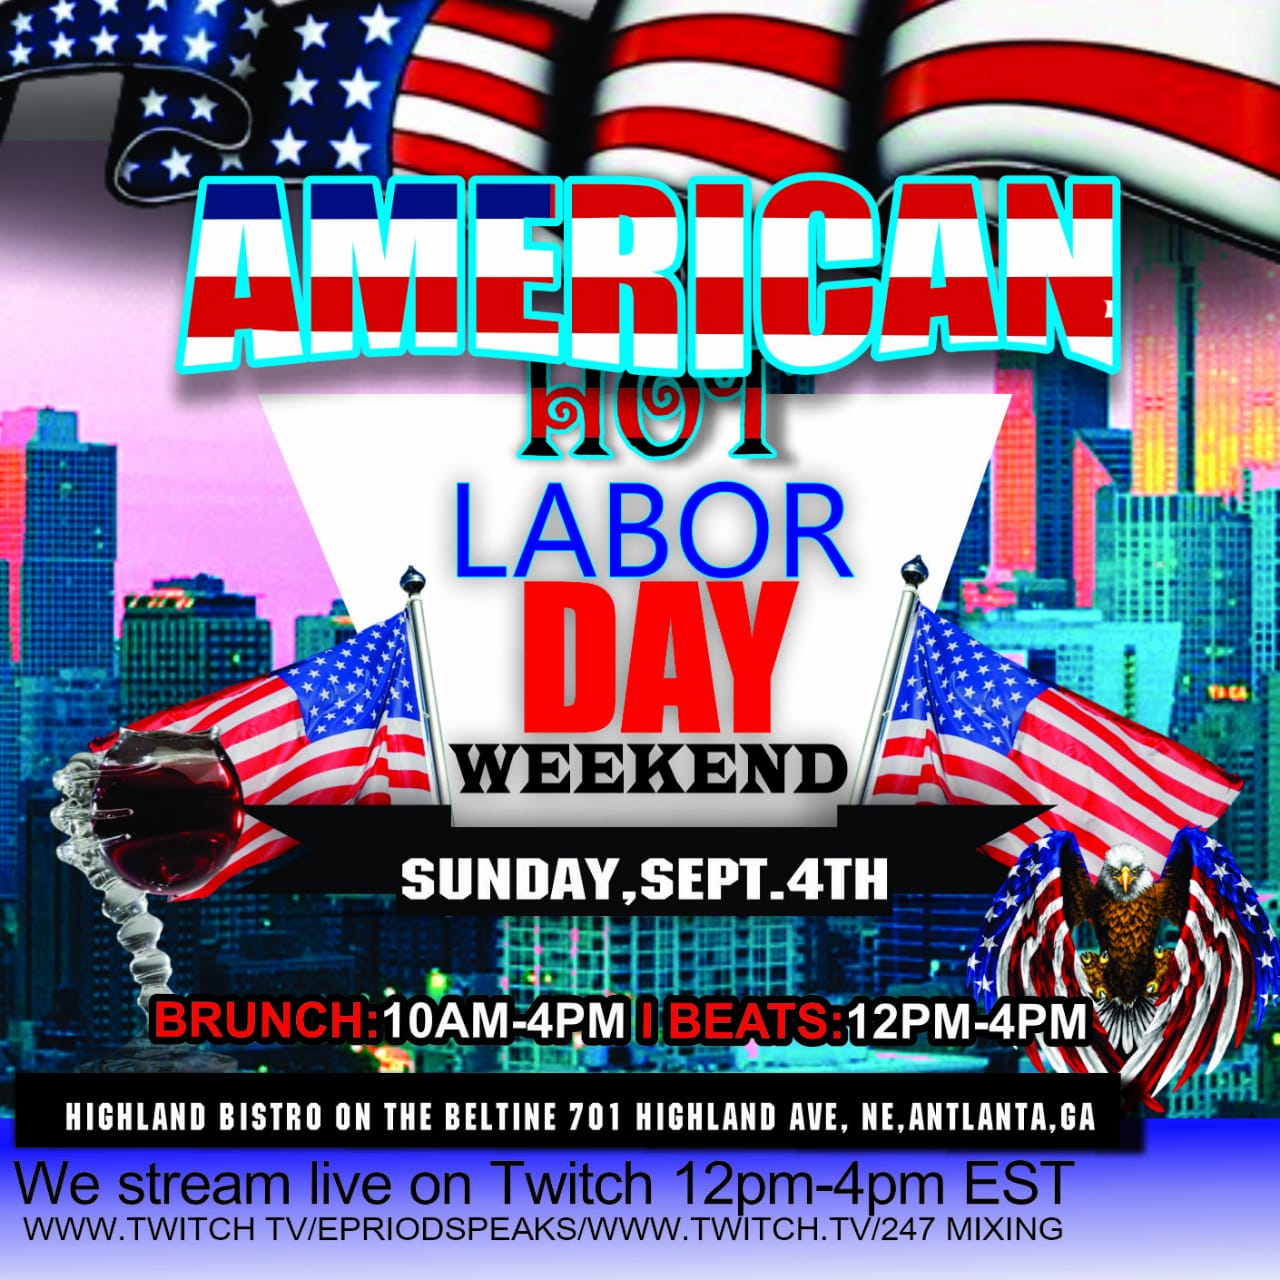 AMERICAN
HOT
LABOR
DAY
WEEKEND
SUNDAY,SEPT.4TH
BRUNCH:10AM-4PM I BEATS:12PM-4PM
HIGHLAND BISTRO ON THE BELTINE 701 HIGHLAND AVE, NE,ANTLANTA,GA
We stream live on Twitch 12pm-4pm EST
WWW.TWITCH TV/EPRIODSPEAKS/WWW.TWITCH.TV/247 MIXING